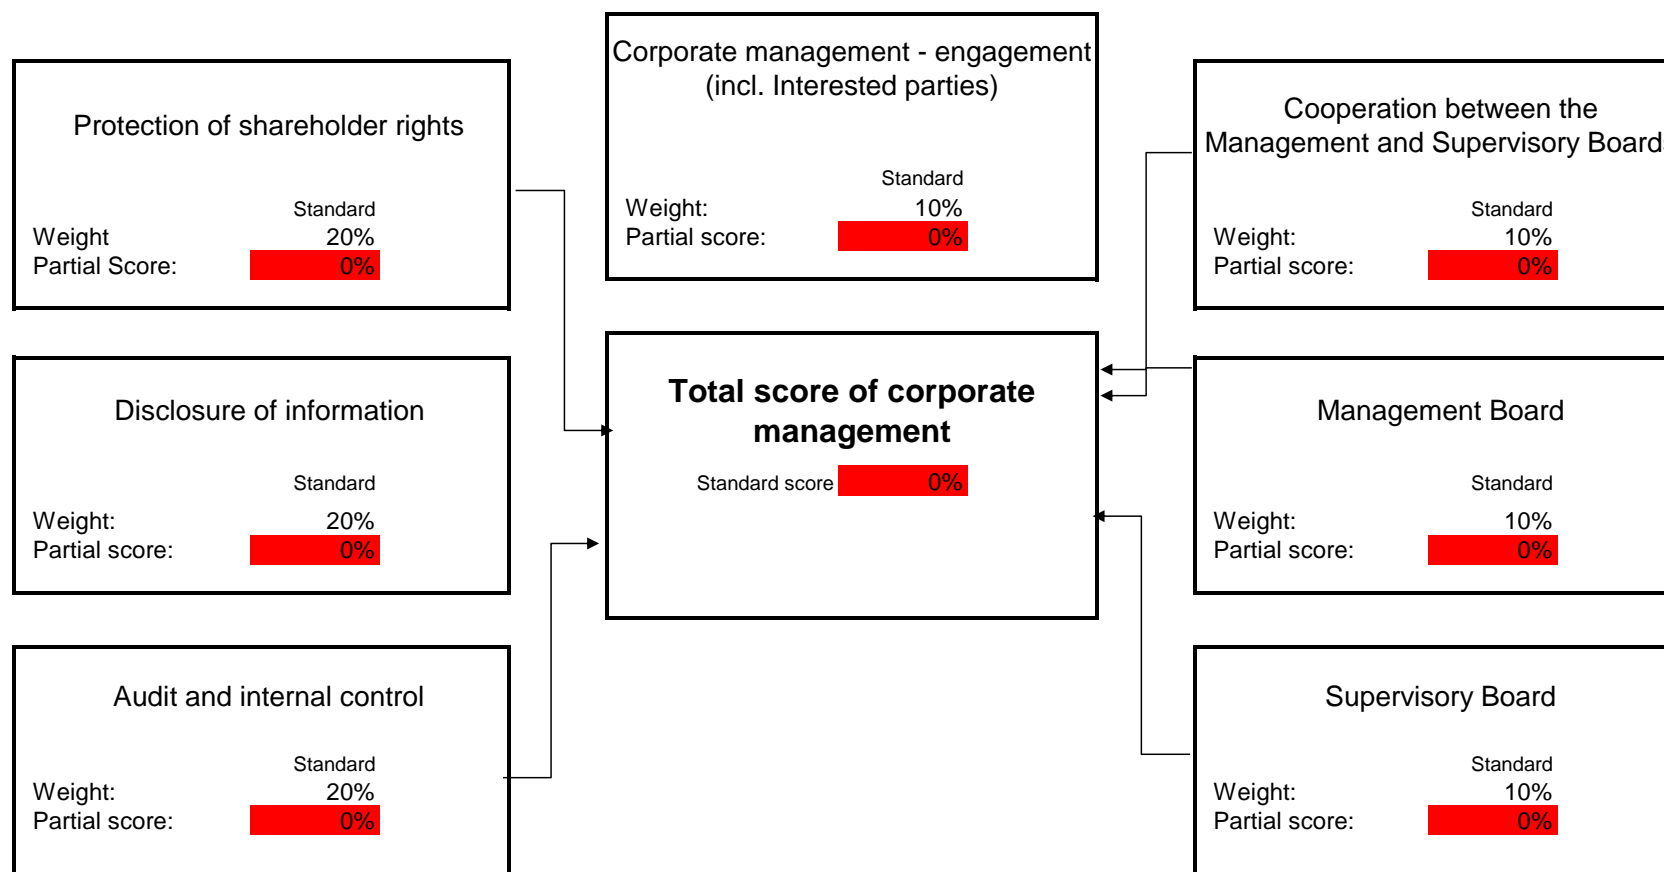 Corporate management - engagement
(incl. Interested parties)
Standard
Weight: 10%
Partial score: 0%
Protection of shareholder rights
Standard
Weight 20%
Partial Score: 0%
Cooperation between the
Management and Supervisory Boards
Standard
Weight: 10%
Partial score: 0%
Disclosure of information
Standard
Weight: 20%
Partial score: 0%
Total score of corporate
management
Standard score 0%
Management Board
Standard
Weight: 10%
Partial score: 0%
Audit and internal control
Standard
Weight: 20%
Partial score: 0%
Supervisory Board
Standard
Weight: 10%
Partial score: 0%